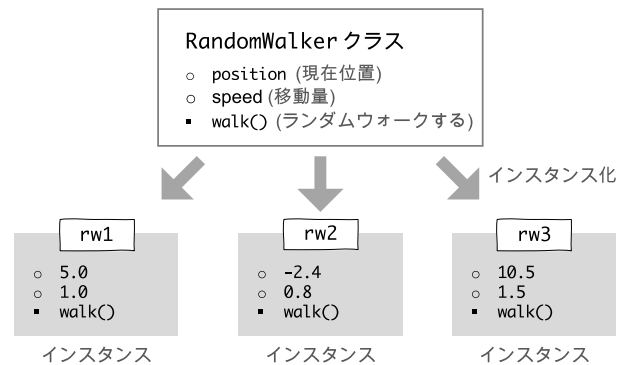 RandomWalker クラス
○ position (現在位置)
○ speed (移動量)
▪ walk() (ランダムウォークする)
インスタンス化
rw1
○ 5.0
○ 1.0
▪ walk()
インスタンス
rw2
○ -2.4
○ 0.8
▪ walk()
インスタンス
rw3
○ 10.5
○ 1.5
▪ walk()
インスタンス